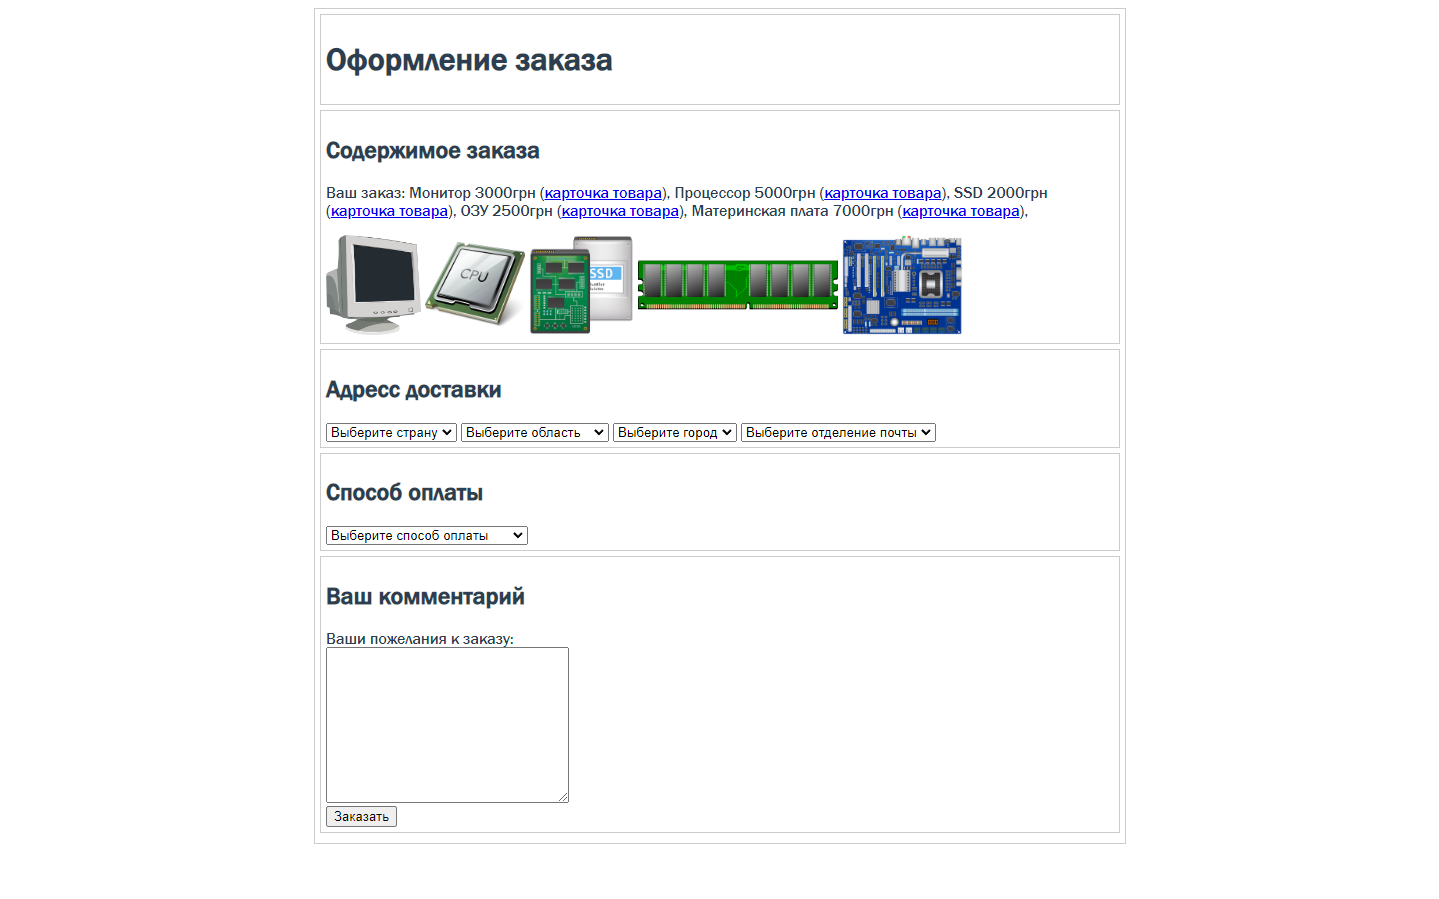 Оформление заказа
Содержимое заказа
Ваш заказ: Монитор 3000грн (карточка товара), Процессор 5000грн (карточка товара), SSD 2000грн
(карточка товара), ОЗУ 2500грн (карточка товара), Материнская плата 7000грн (карточка товара),
CPU
SSD
Адресс доставки
Выберите страну Выберите область Выберите город Выберите отделение почты
Способ оплаты
Выберите способ оплаты
Ваш комментарий
Ваши пожелания к заказу:
Заказать